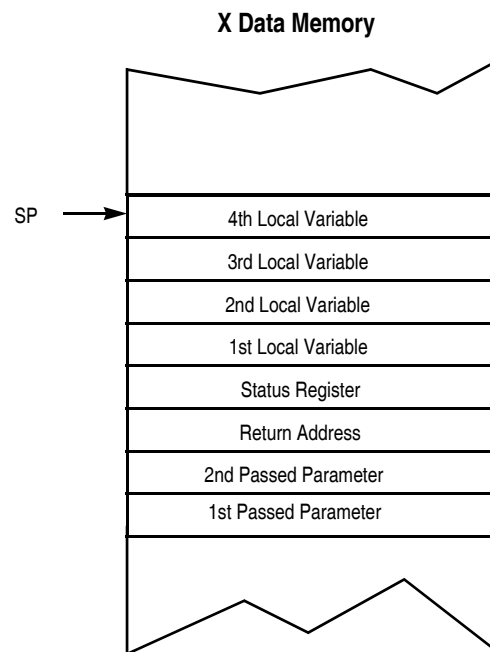 X Data Memory
SP
4th Local Variable
3rd Local Variable
2nd Local Variable
1st Local Variable
Status Register
Return Address
2nd Passed Parameter
1st Passed Parameter